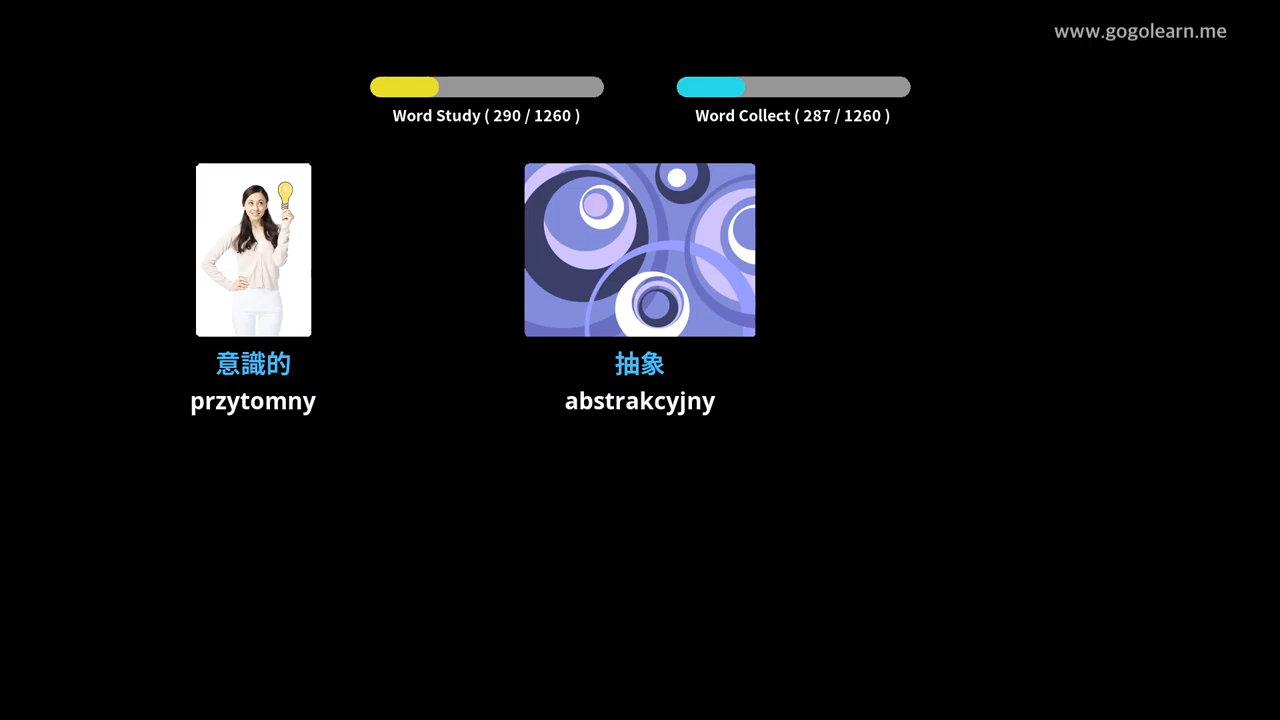 www.gogolearn.me
Word Study ( 290 / 1260 )
Word Collect ( 287 / 1260 )
意識的
przytomny
抽象
abstrakcyjny